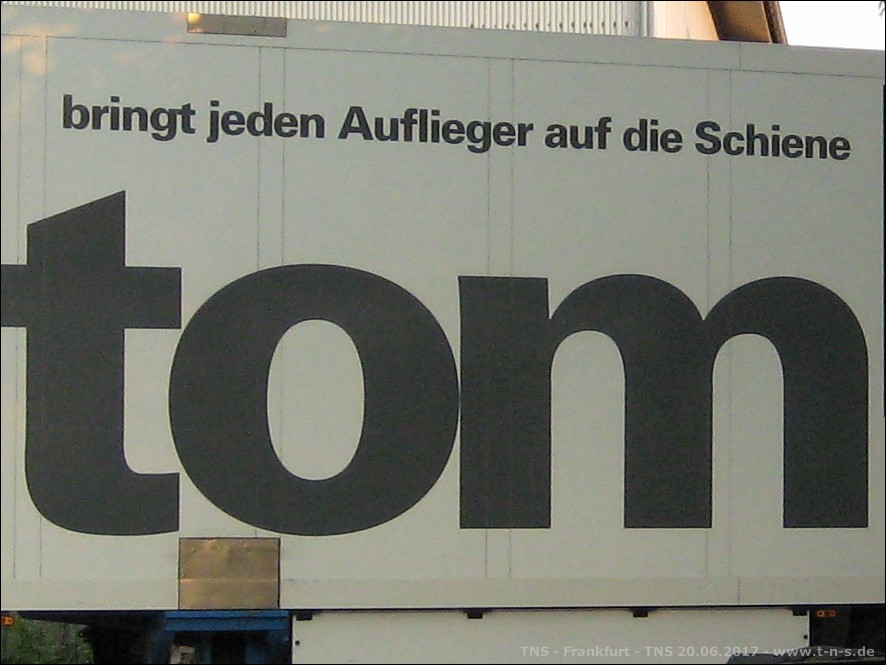 bringt jeden Auflieger auf die Schiene
tom
TNS - Frankfurt - TNS 20.06.2017 - www.t-n-s.de